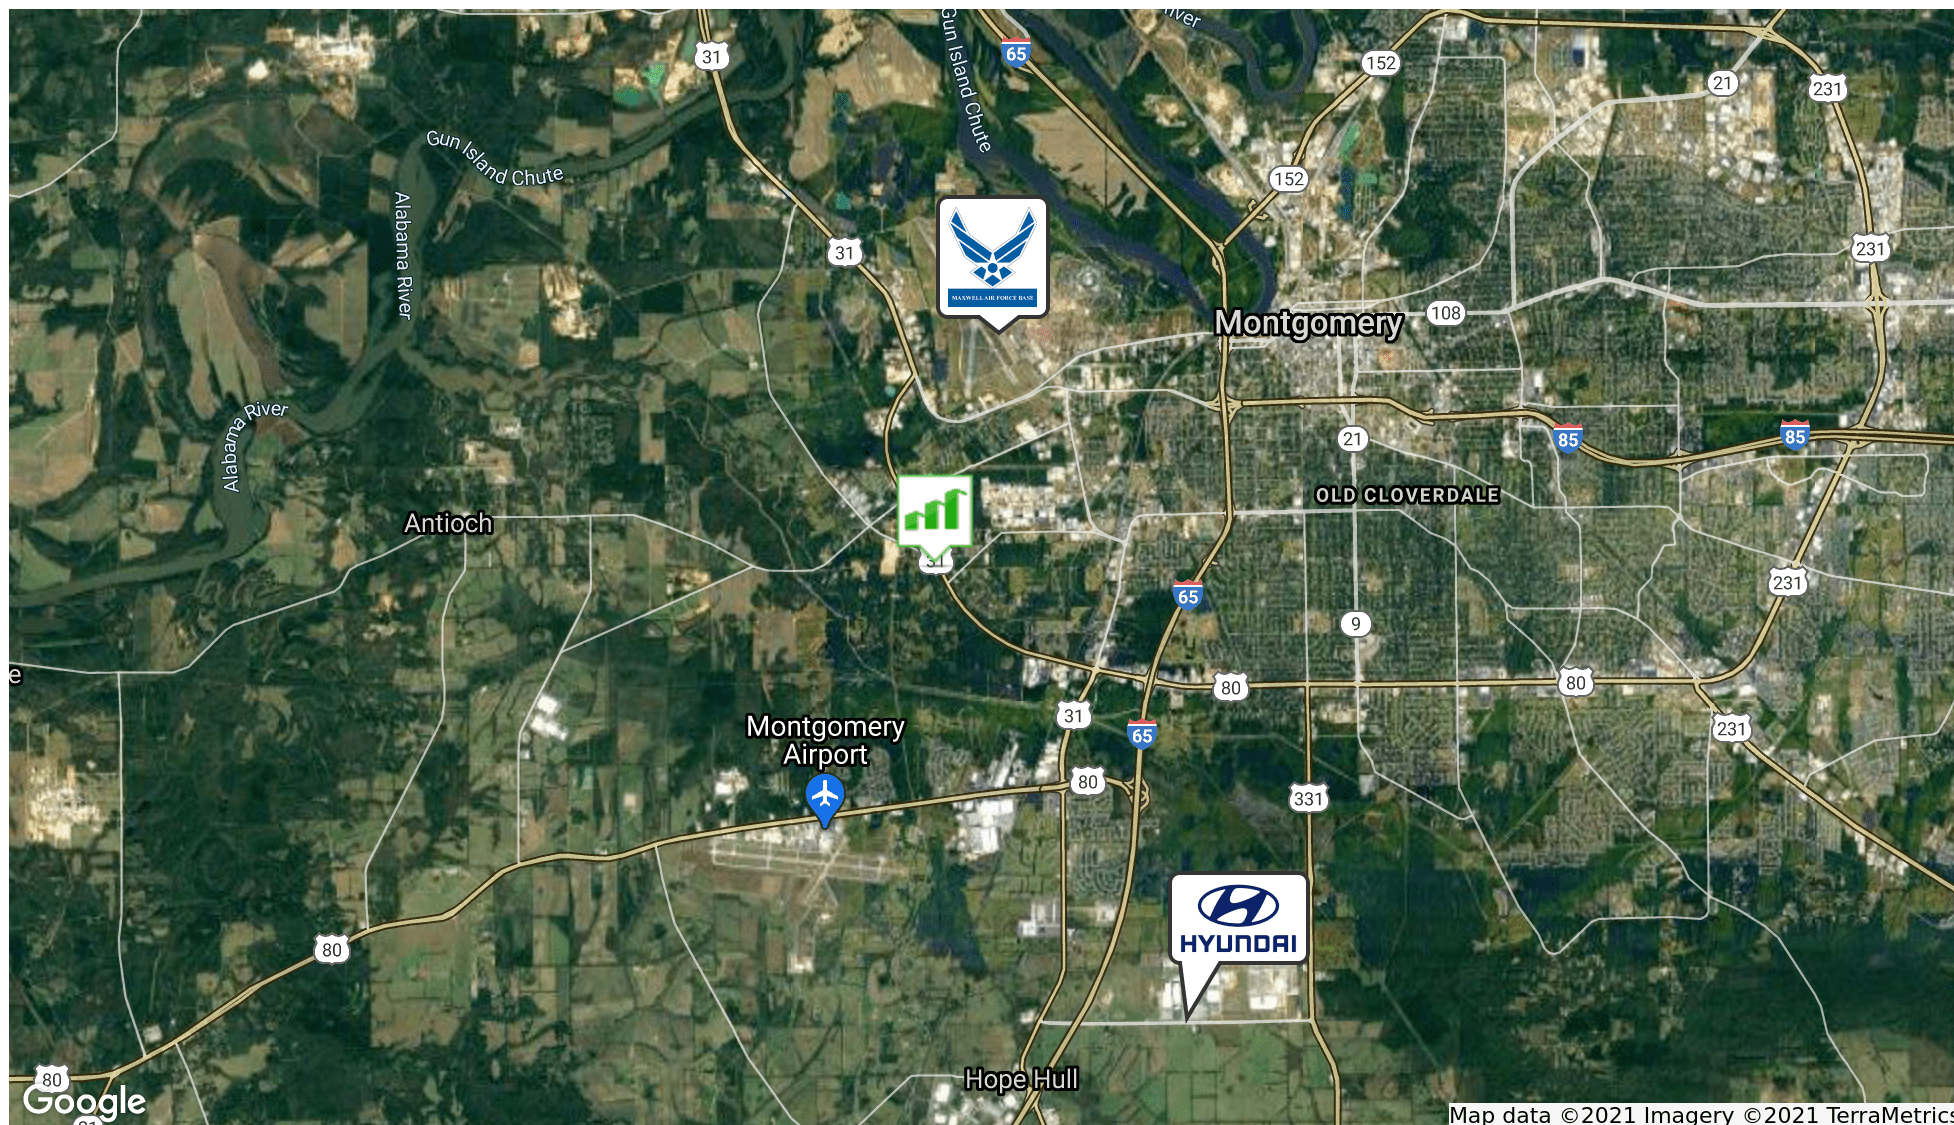 31
65
Gun Island Chute
River
152
21
231
Gun Island Chute
152
Alabama River
31
MAXWELL AIR FORCE BASE
231
Montgomery
108
Alabama River
21
85
85
OLD CLOVERDALE
Antioch
31
65
231
9
e
80
80
31
65
231
Montgomery
Airport
80
331
HYUNDAI
80
Hope Hull
80
Google
Map data ©2021 Imagery ©2021 TerraMetrics